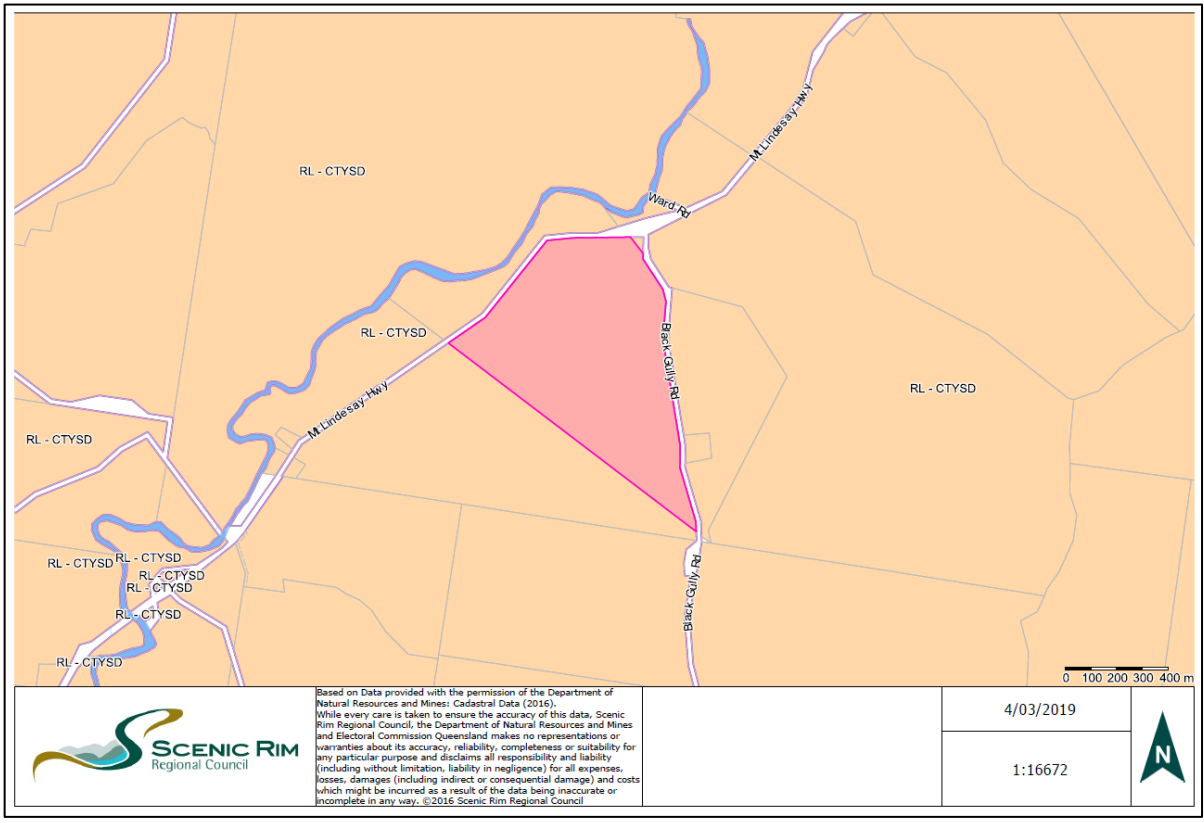 RL - CTYSD
Mt Lindesay Hwy
Ward Rd
RL - CTYSD
Black Gully Rd
RL - CTYSD
Mt Lindesay Hwy
RL - CTYSD
RL - CTYSD
RL - CTYSD
RL - CTYSD
RL - CTYSD
RL - CTYSD
Black Gully Rd
RL - CTYSD
0 100 200 300 400 m
SCENIC RIM
Regional Council
Based on Data provided with the permission of the Department of
Natural Resources and Mines: Cadastral Data (2016).
While every care is taken to ensure the accuracy of this data, Scenic
Rim Regional Council, the Department of Natural Resources and Mines
and Electoral Commission Queensland makes no representations or
warranties about its accuracy, reliability, completeness or suitability for
any particular purpose and disclaims all responsibility and liability
(including without limitation, liability in negligence) for all expenses,
losses, damages (including indirect or consequential damage) and costs
which might be incurred as a result of the data being inaccurate or
incomplete in any way. ©2016 Scenic Rim Regional Council
4/03/2019
1:16672
N